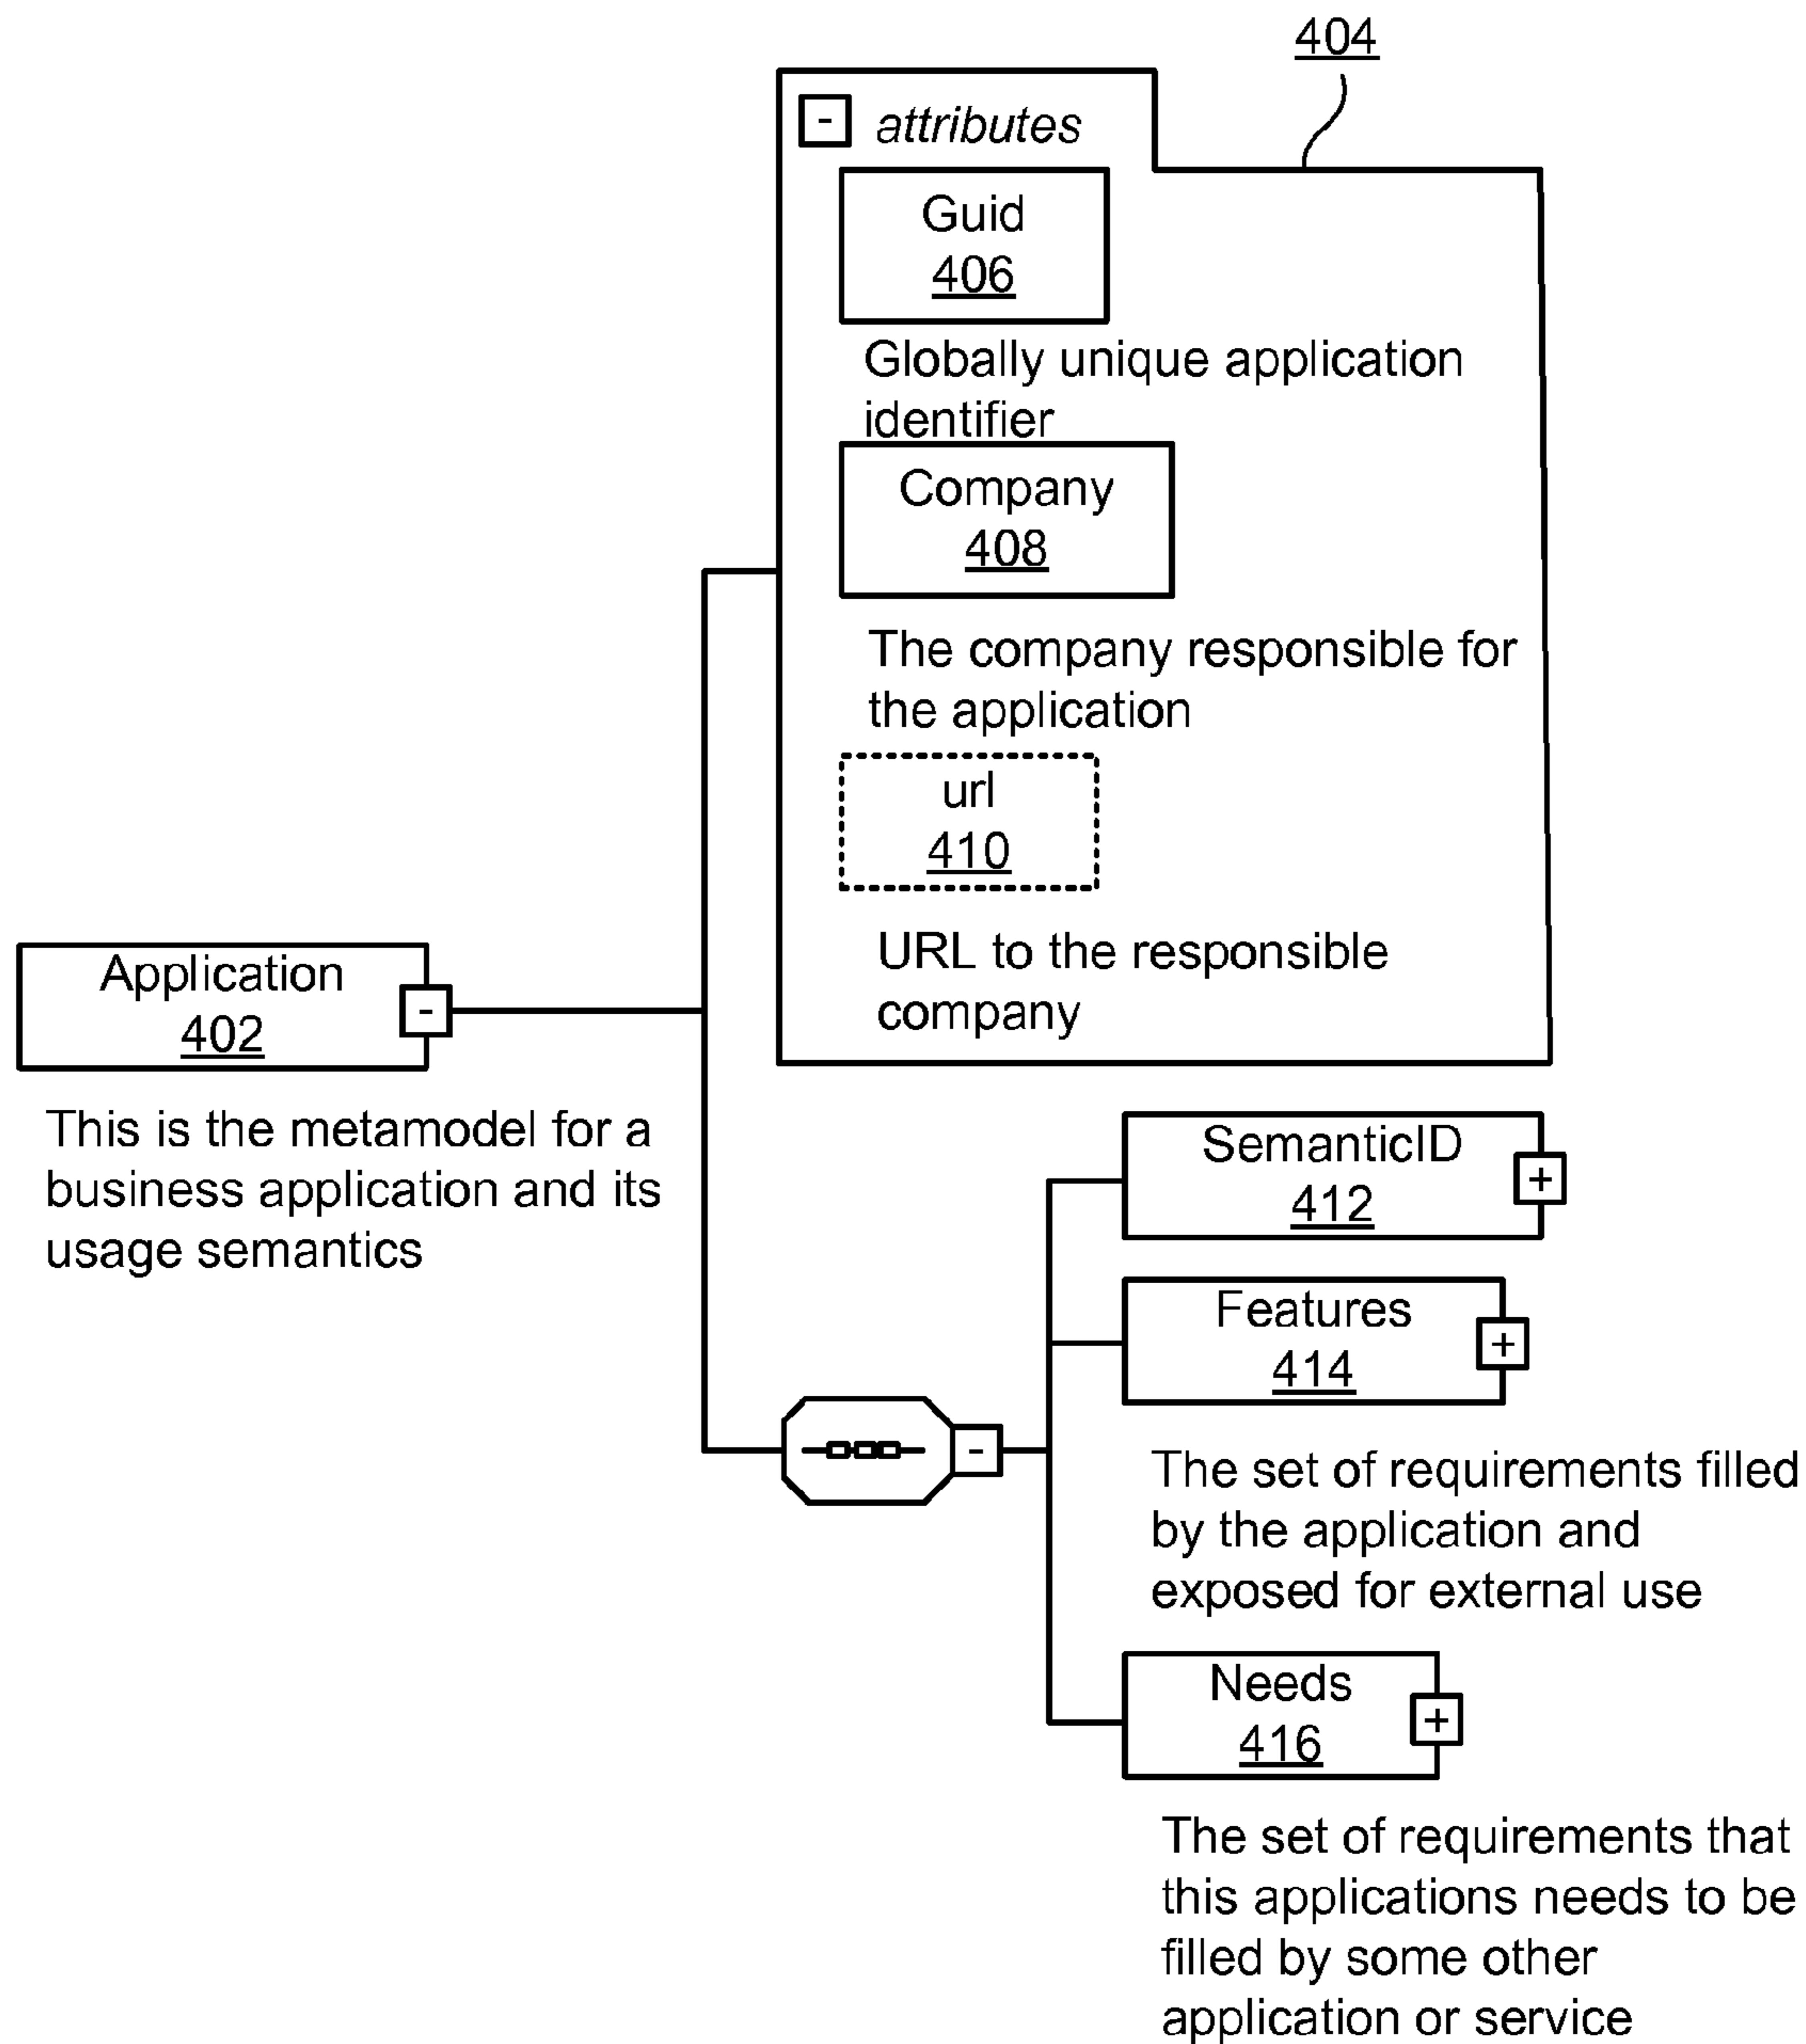 404
- attributes
Guid
406
Globally unique application
identifier
Company
408
The company responsible for
the application
url
410
URL to the responsible
company
Application
402
-
This is the metamodel for a
business application and its
usage semantics
SemanticID
412
+
Features
414
+
-
The set of requirements filled
by the application and
exposed for external use
Needs
416
+
The set of requirements that
this applications needs to be
filled by some other
application or service